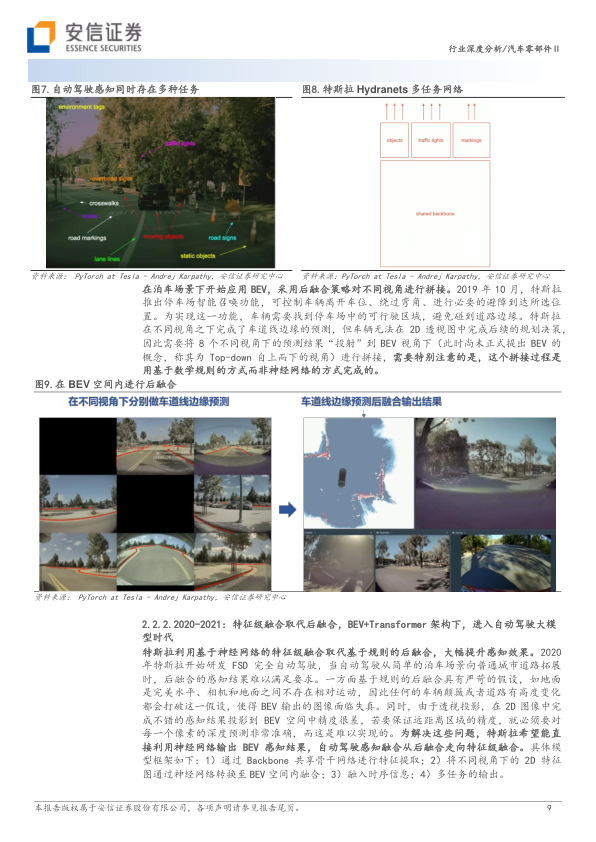 安信证券
ESSENCE SECURITIES
行业深度分析/汽车零部件Ⅱ
图7. 自动驾驶感知同时存在多种任务
图8. 特斯拉 Hydranets 多任务网络
environment tags
traffic lights
overhead signs
crosswalks
road markings
moving objects
road signs
lane lines
static objects
objects
traffic lights
markings
shared backbone
资料来源： PyTorch at Tesla - Andrej Karpathy, 安信证券研究中心
资料来源： PyTorch at Tesla - Andrej Karpathy, 安信证券研究中心
在泊车场景下开始应用 BEV，采用后融合策略对不同视角进行拼接。2019 年 10 月，特斯拉
推出停车场智能召唤功能，可控制车辆离开车位、绕过弯角、进行必要的避障到达所选位
置。为实现这一功能，车辆需要找到停车场中的可行驶区域，避免碰到道路边缘。特斯拉
在不同视角之下完成了车道线边缘的预测，但车辆无法在 2D 透视图中完成后续的规划决策，
因此需要将 8 个不同视角下的预测结果“投射”到 BEV 视角下（此时尚未正式提出 BEV 的
概念，称其为 Top-down 自上而下的视角）进行拼接，需要特别注意的是，这个拼接过程是
用基于数学规则的方式而非神经网络的方式完成的。
图9. 在 BEV 空间内进行后融合
在不同视角下分别做车道线边缘预测
车道线边缘预测后融合输出结果
资料来源： PyTorch at Tesla - Andrej Karpathy, 安信证券研究中心
2.2.2.2020-2021：特征级融合取代后融合，BEV+Transformer 架构下，进入自动驾驶大模
型时代
特斯拉利用基于神经网络的特征级融合取代基于规则的后融合，大幅提升感知效果。2020
年特斯拉开始研发 FSD 完全自动驾驶，当自动驾驶从简单的泊车场景向普通城市道路拓展
时，后融合的感知结果难以满足要求。一方面基于规则的后融合具有严苛的假设，如地面
是完美水平、相机和地面之间不存在相对运动，因此任何的车辆颠簸或者道路有高度变化
都会打破这一假设，使得 BEV 输出的图像面临失真。同时，由于透视投影，在 2D 图像中完
成不错的感知结果投影到 BEV 空间中精度很差，若要保证远距离区域的精度，就必须要对
每一个像素的深度预测非常准确，而这是难以实现的。为解决这些问题，特斯拉希望能直
接利用神经网络输出 BEV 感知结果，自动驾驶感知融合从后融合走向特征级融合。具体模
型框架如下：1）通过 Backbone 共享骨干网络进行特征提取；2）将不同视角下的 2D 特征
图通过神经网络转换至 BEV 空间内融合；3）融入时序信息；4）多任务的输出。
本报告版权属于安信证券股份有限公司，各项声明请参见报告尾页。
9